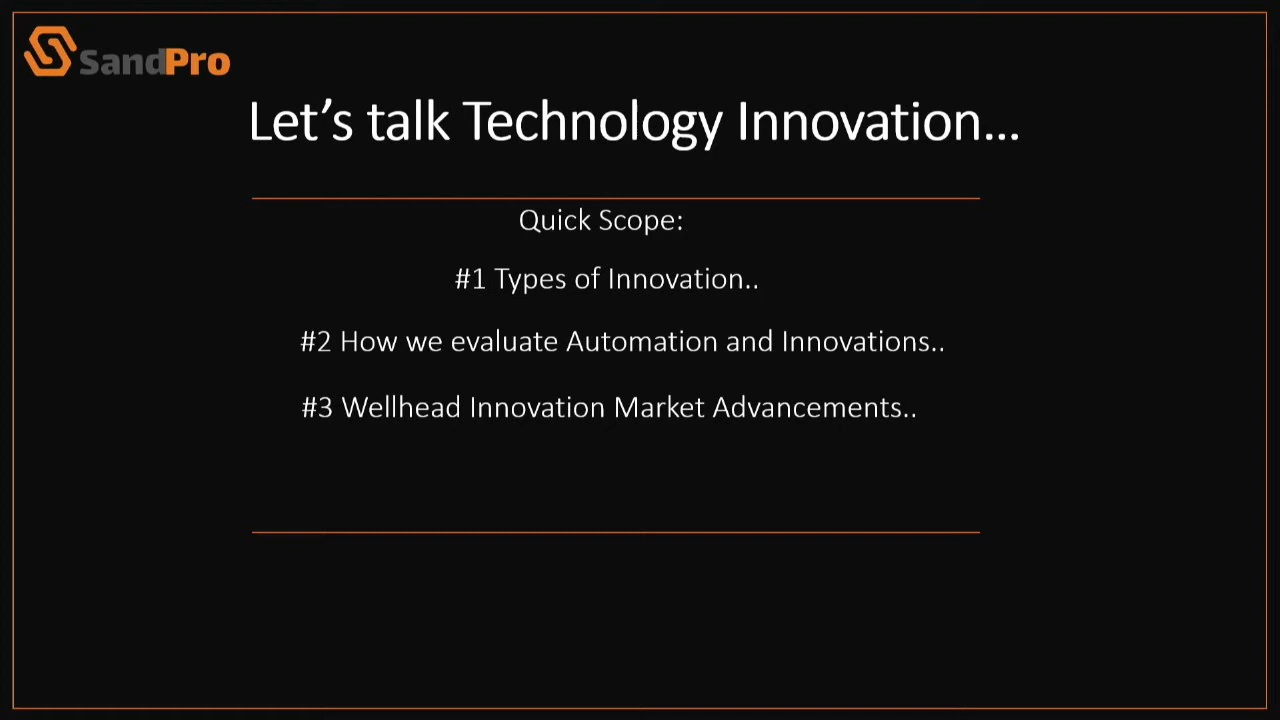 SandPro
Let's talk Technology Innovation...
Quick Scope:
#1 Types of Innovation..
#2 How we evaluate Automation and Innovations..
#3 Wellhead Innovation Market Advancements..